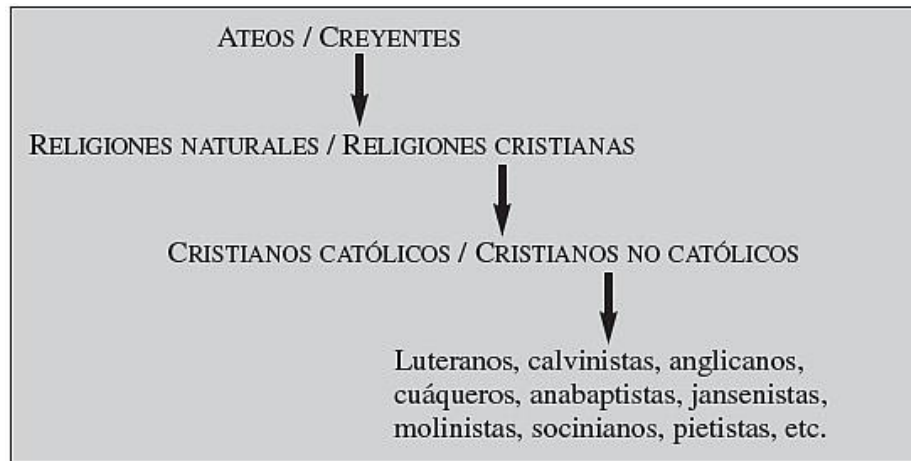 ATEOS / CREYENTES
RELIGIONES NATURALES / RELIGIONES CRISTIANAS
CRISTIANOS CATÓLICOS / CRISTIANOS NO CATÓLICOS
Luteranos, calvinistas, anglicanos,
cuáqueros, anabaptistas, jansenistas,
molinistas, socinianos, pietistas, etc.